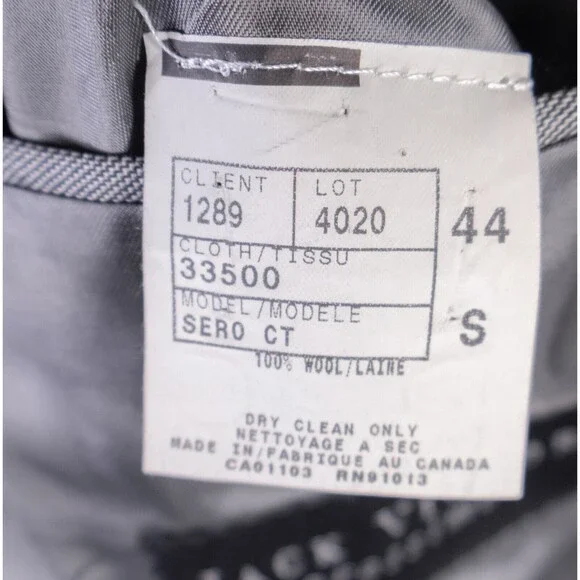 CLIENT LOT
1289 4020 44
CLOTH/TISSU
33500
MODEL/MODELE
SERO CT S
100% WOOL/LAINE
DRY CLEAN ONLY
NETTOYAGE A SEC
MADE IN/FABRIQUE AU CANADA
CA01103 RN91013
JACK